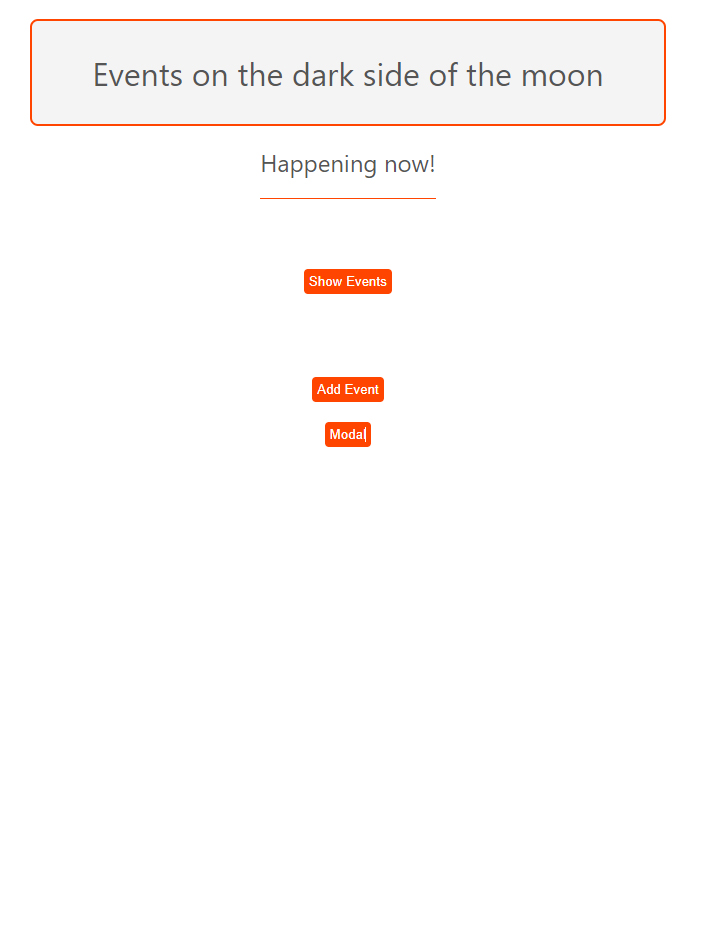 Events on the dark side of the moon
Happening now!
Show Events
Add Event
Modal